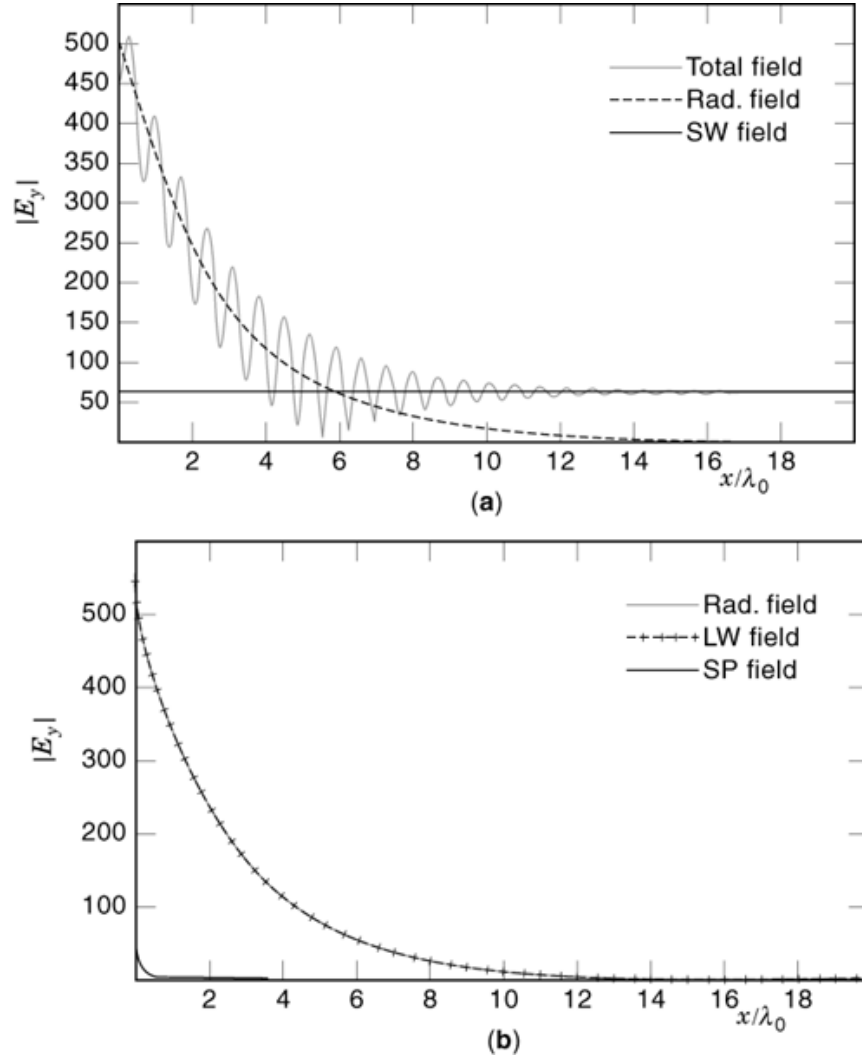 500
450
400
350
300
250
200
150
100
50
|E_y|
Total field
Rad. field
SW field
2 4 6 8 10 12 14 16 18
x/λ₀
(a)
500
400
300
200
100
|E_y|
Rad. field
LW field
SP field
2 4 6 8 10 12 14 16 18
x/λ₀
(b)